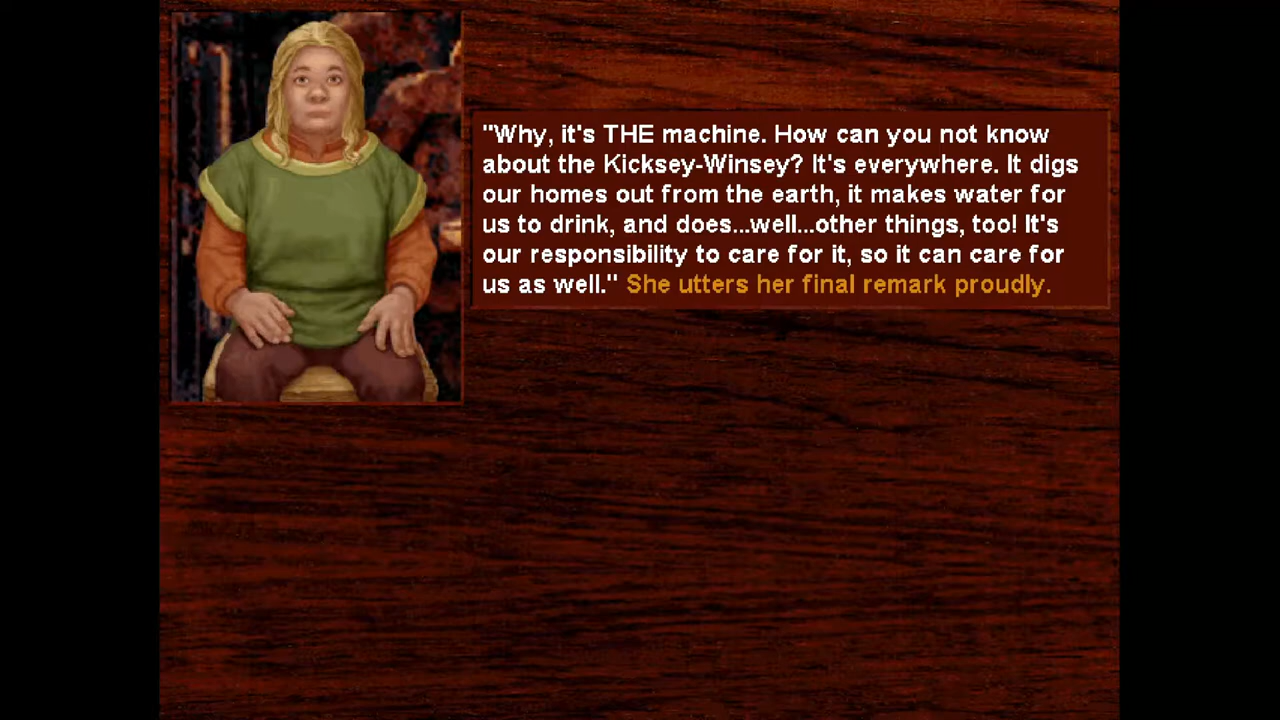 "Why, it's THE machine. How can you not know
about the Kicksey-Winsey? It's everywhere. It digs
our homes out from the earth, it makes water for
us to drink, and does...well...other things, too! It's
our responsibility to care for it, so it can care for
us as well." She utters her final remark proudly.